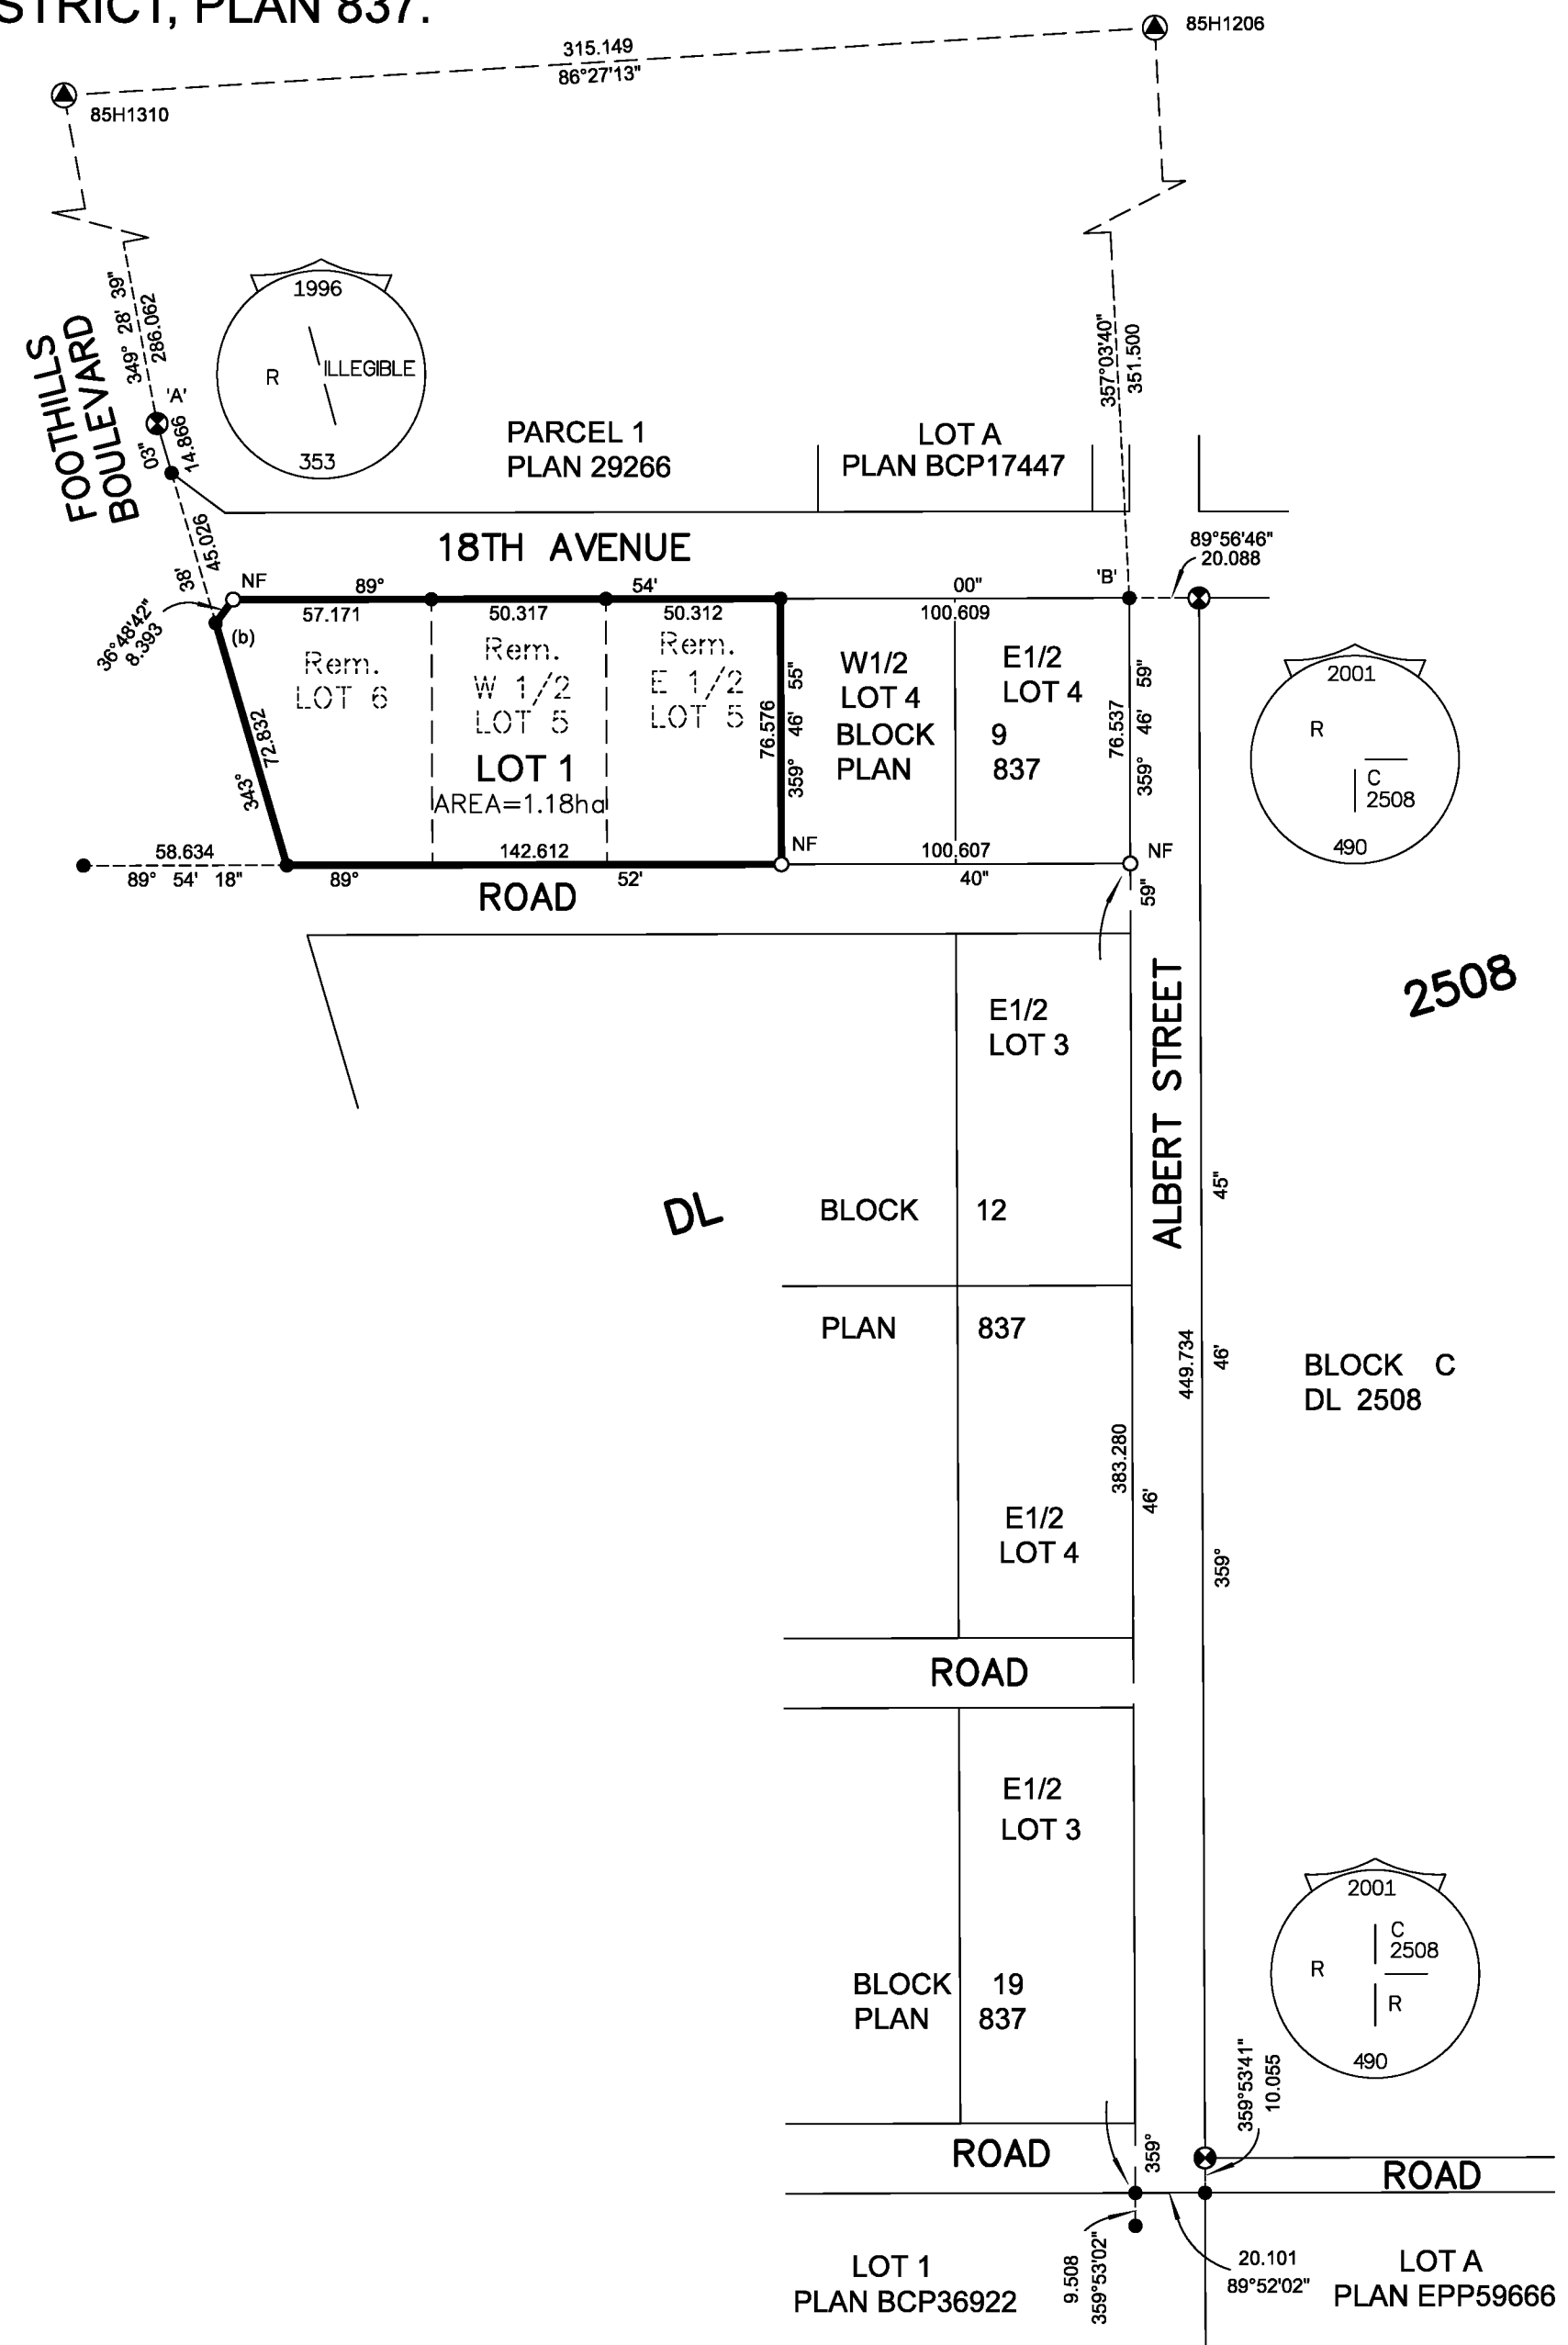 STRICT, PLAN 837.
315.149
86°27'13"
85H1206
85H1310
349° 28' 39"
286.062
FOOTHILLS
BOULEVARD
'A'
03"
14.866
1996
R
ILLEGIBLE
353
357°03'40"
351.500
PARCEL 1
PLAN 29266
LOT A
PLAN BCP17447
45.026
38'
18TH AVENUE
89°56'46"
20.088
NF
89°
54'
00"
'B'
57.171
50.317
50.312
100.609
36°48'42"
8.393
(b)
Rem.
LOT 6
Rem.
W 1/2
LOT 5
Rem.
E 1/2
LOT 5
LOT 1
AREA=1.18ha
76.576
359° 46' 55"
W1/2
LOT 4
E1/2
LOT 4
BLOCK 9
PLAN 837
76.537
359° 46' 59"
2001
R
C
2508
490
72.832
343°
58.634
89° 54' 18"
142.612
89°
52'
NF
100.607
40"
NF
59"
ROAD
E1/2
LOT 3
ALBERT STREET
2508
DL
BLOCK 12
PLAN 837
45"
449.734
46'
359°
BLOCK C
DL 2508
383.280
46'
E1/2
LOT 4
ROAD
E1/2
LOT 3
BLOCK 19
PLAN 837
2001
C
2508
R
R
490
359°53'41"
10.055
ROAD
359°
ROAD
9.508
359°53'02"
20.101
89°52'02"
LOT 1
PLAN BCP36922
LOT A
PLAN EPP59666